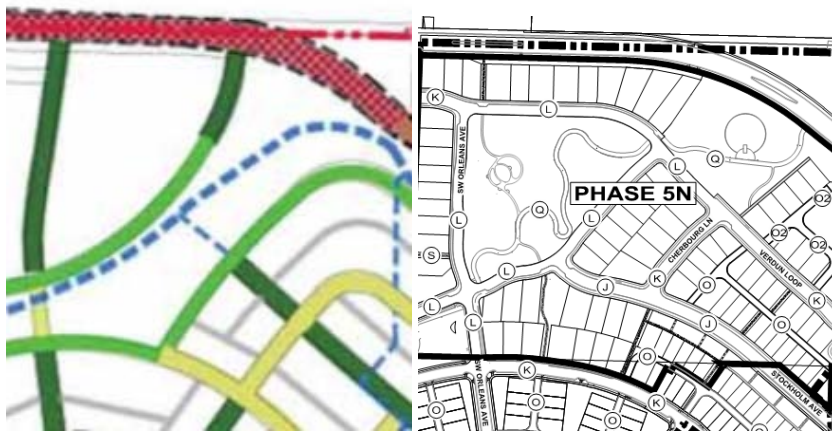 K
L
SW ORLEANS AVE
L
Q
PHASE 5N
Q
L
L
O2
CHERBOURG LN
O2
O2
S
VERDUN LOOP
L
K
K
L
J
O
L
L
J
O
O
O
STOCKHOLM AVE
K
SW ORLEANS AVE
K
O
O
O
O